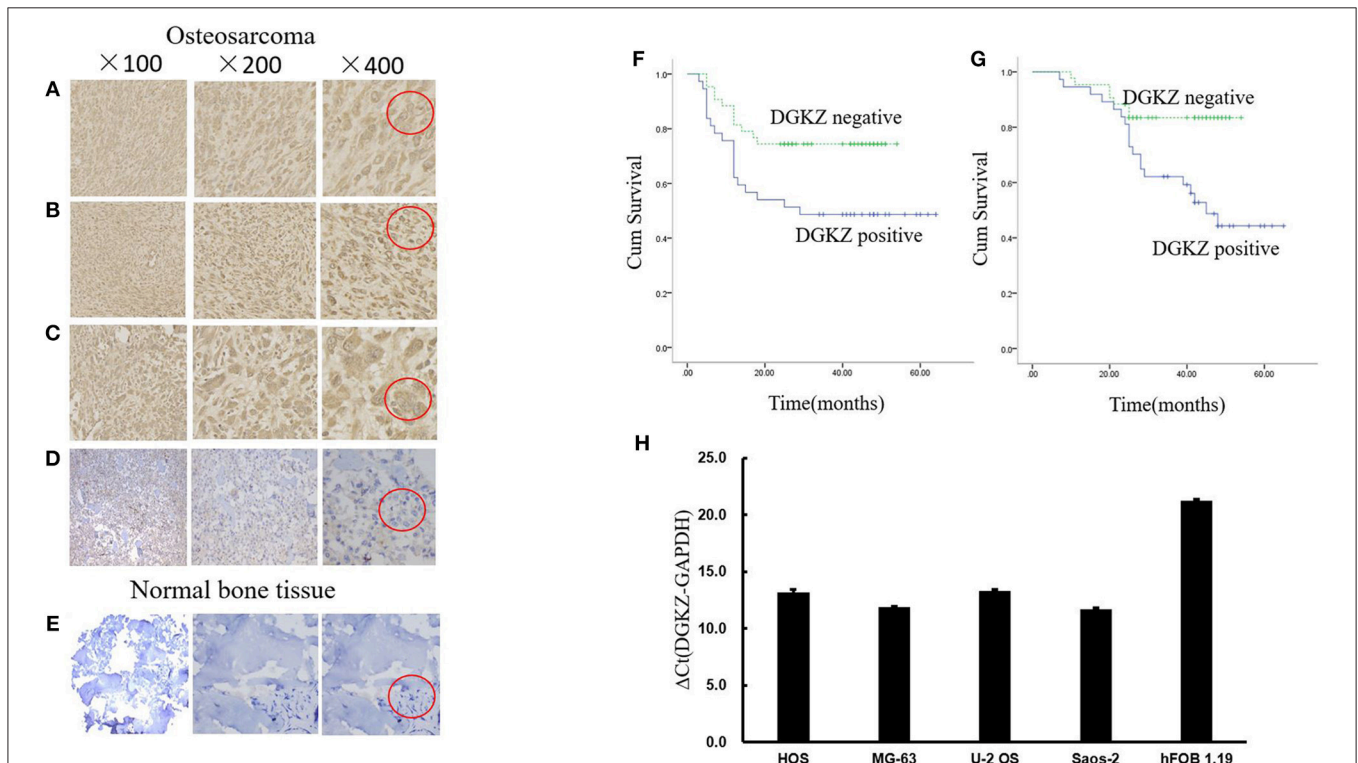 Osteosarcoma
×100 ×200 ×400
A
B
C
D
Normal bone tissue
E
F
1.0
0.8
0.6
0.4
0.2
0.0
.00 20.00 40.00 60.00
Cum Survival
Time(months)
DGKZ negative
DGKZ positive
G
1.0
0.8
0.6
0.4
0.2
0.0
.00 20.00 40.00 60.00
Cum Survival
Time(months)
DGKZ negative
DGKZ positive
H
25.0
20.0
15.0
10.0
5.0
0.0
ΔCt(DGKZ-GAPDH)
HOS MG-63 U-2 OS Saos-2 hFOB 1.19